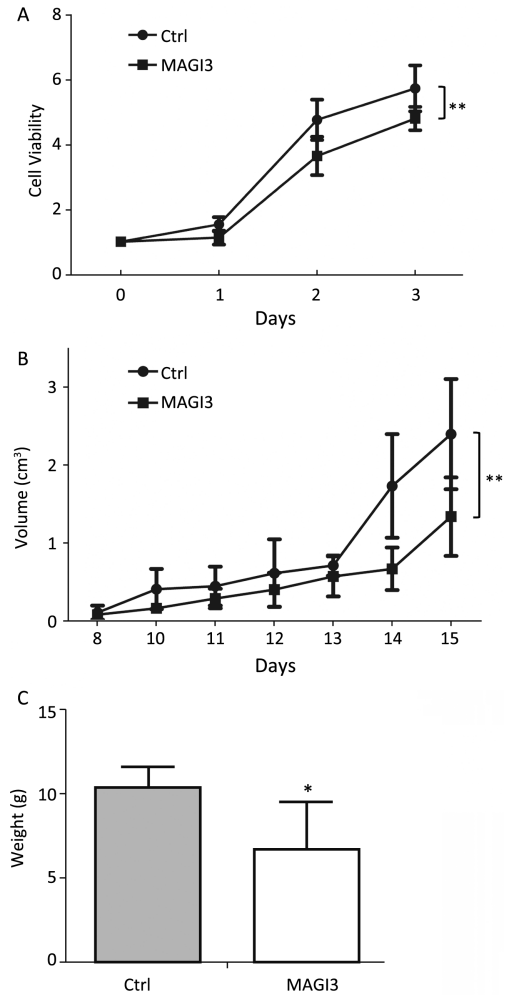 A
8
Ctrl
MAGI3
6
**
4
Cell Viability
2
0
0 1 2 3
Days
B
Ctrl
MAGI3
3
2
**
Volume (cm³)
1
0
8 10 11 12 13 14 15
Days
C
15
*
10
Weight (g)
5
0
Ctrl MAGI3